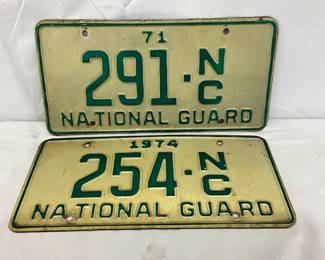 71
291·NC
NATIONAL GUARD
1974
254·NC
NATIONAL GUARD